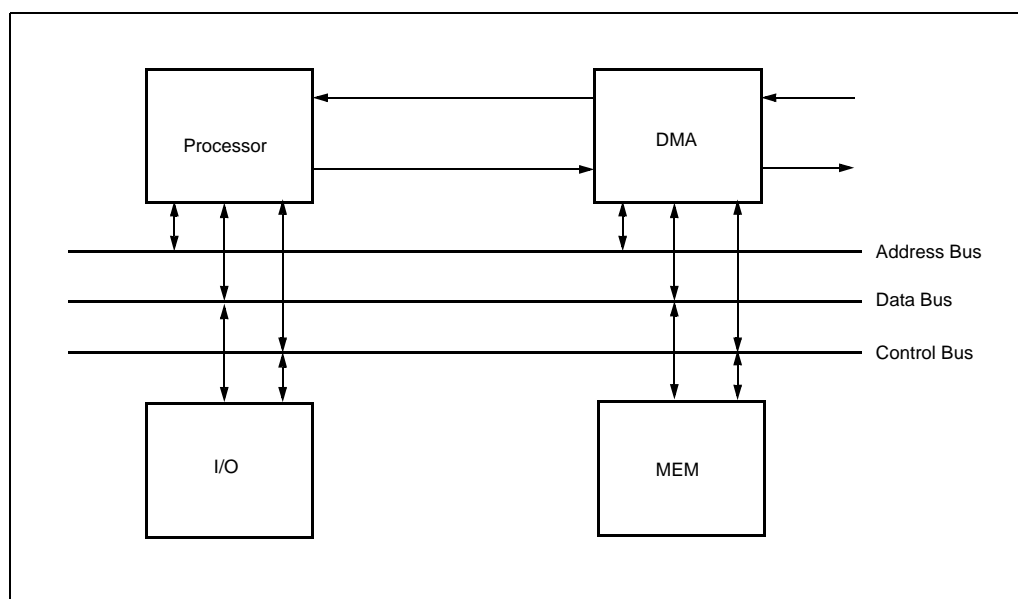 Processor
DMA
Address Bus
Data Bus
Control Bus
I/O
MEM